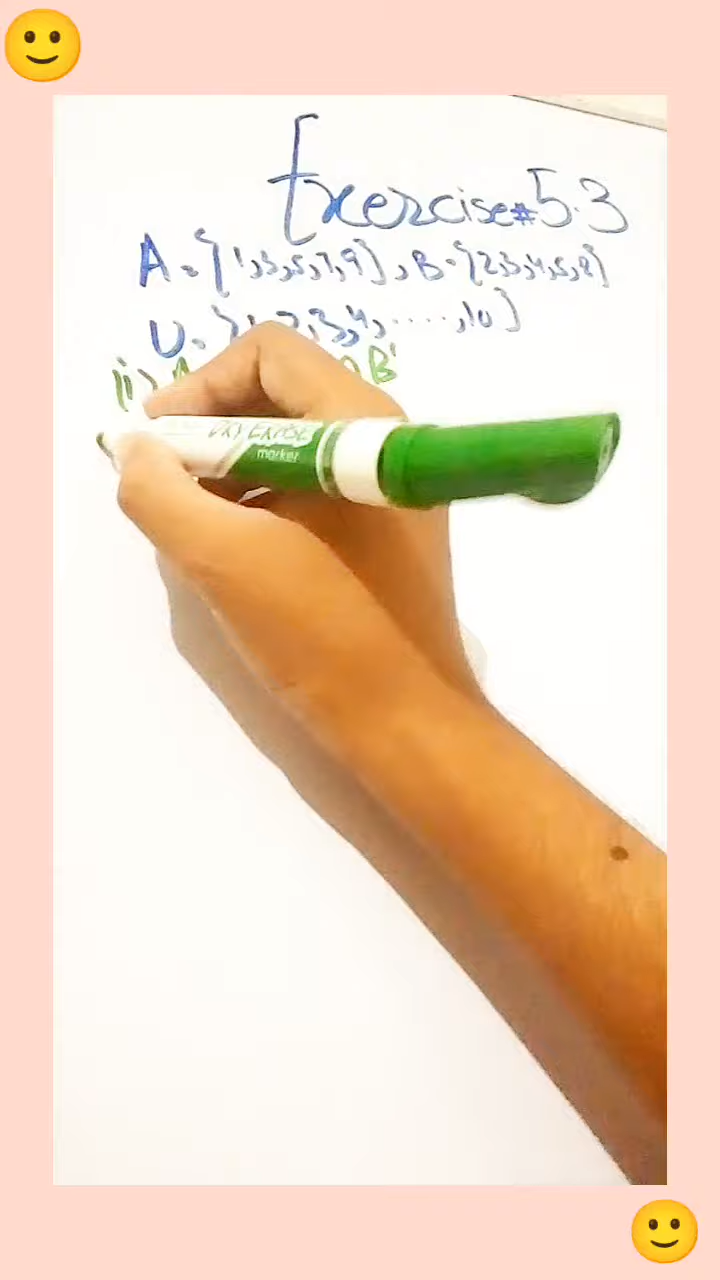 Exercise#5.3
A={1,3,5,7,9}, B={2,3,4,5,8}
U={1,2,3,4,.....,10}
(i) A B'
DRY ERASE
marker